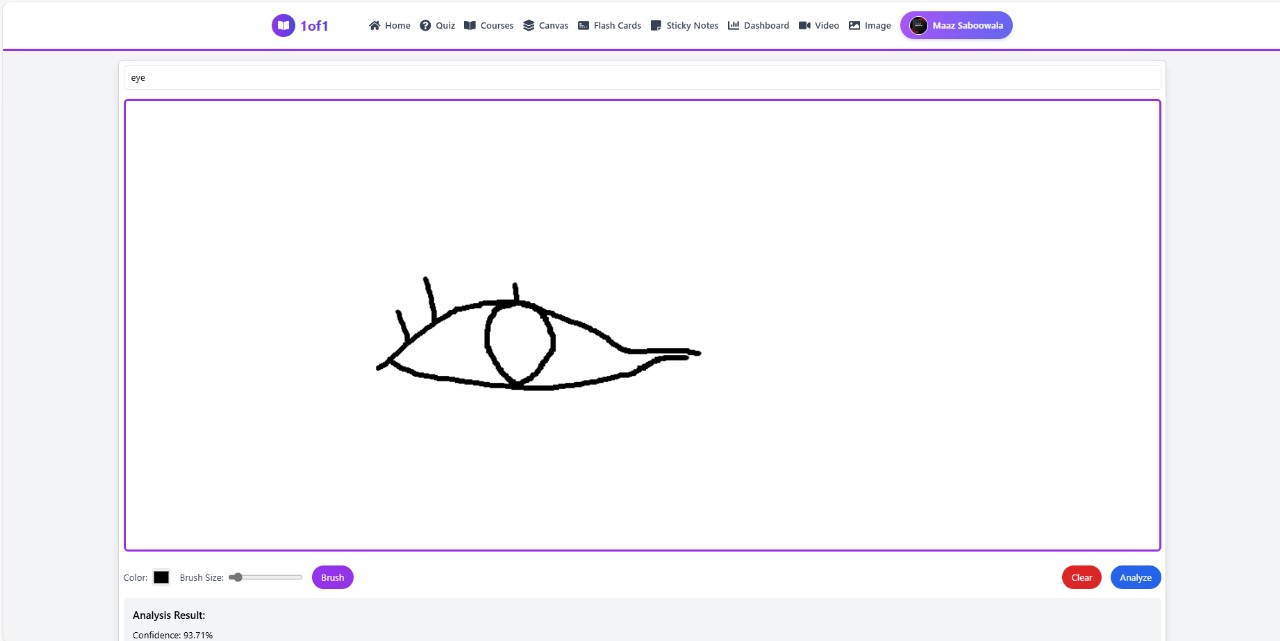 1of1 Home Quiz Courses Canvas Flash Cards Sticky Notes Dashboard Video Image Maaz Saboowala
eye
Color: Brush Size: Brush Clear Analyze
Analysis Result:
Confidence: 93.71%